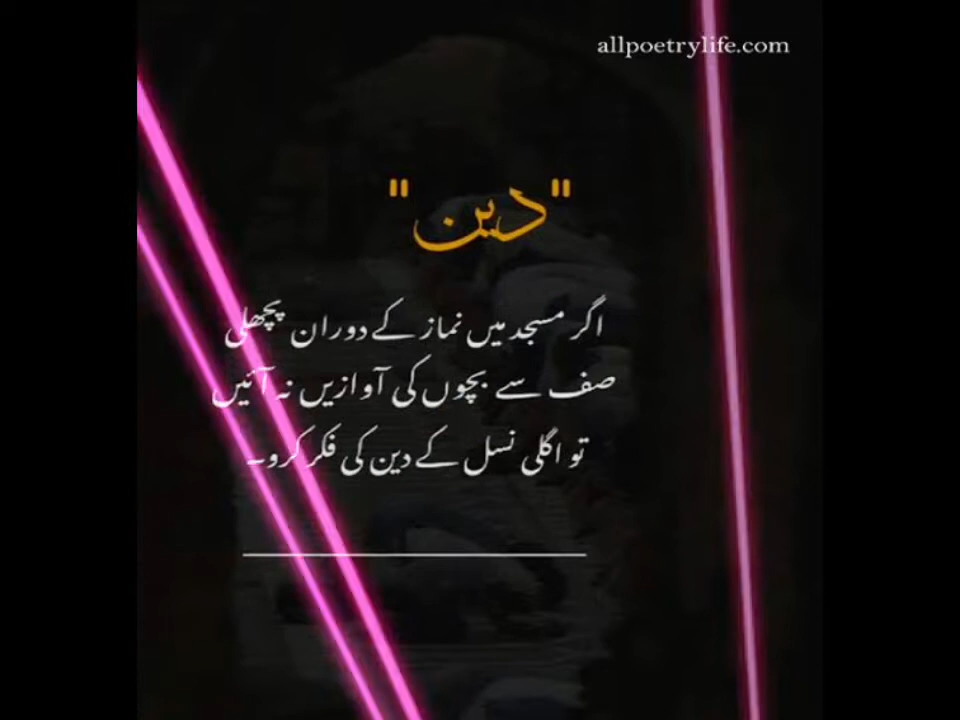 allpoetrylife.com
"دین"
اگر مسجد میں نماز کے دوران پچھلی
صف سے بچوں کی آوازیں نہ آئیں
تو اگلی نسل کے دین کی فکر کرو۔